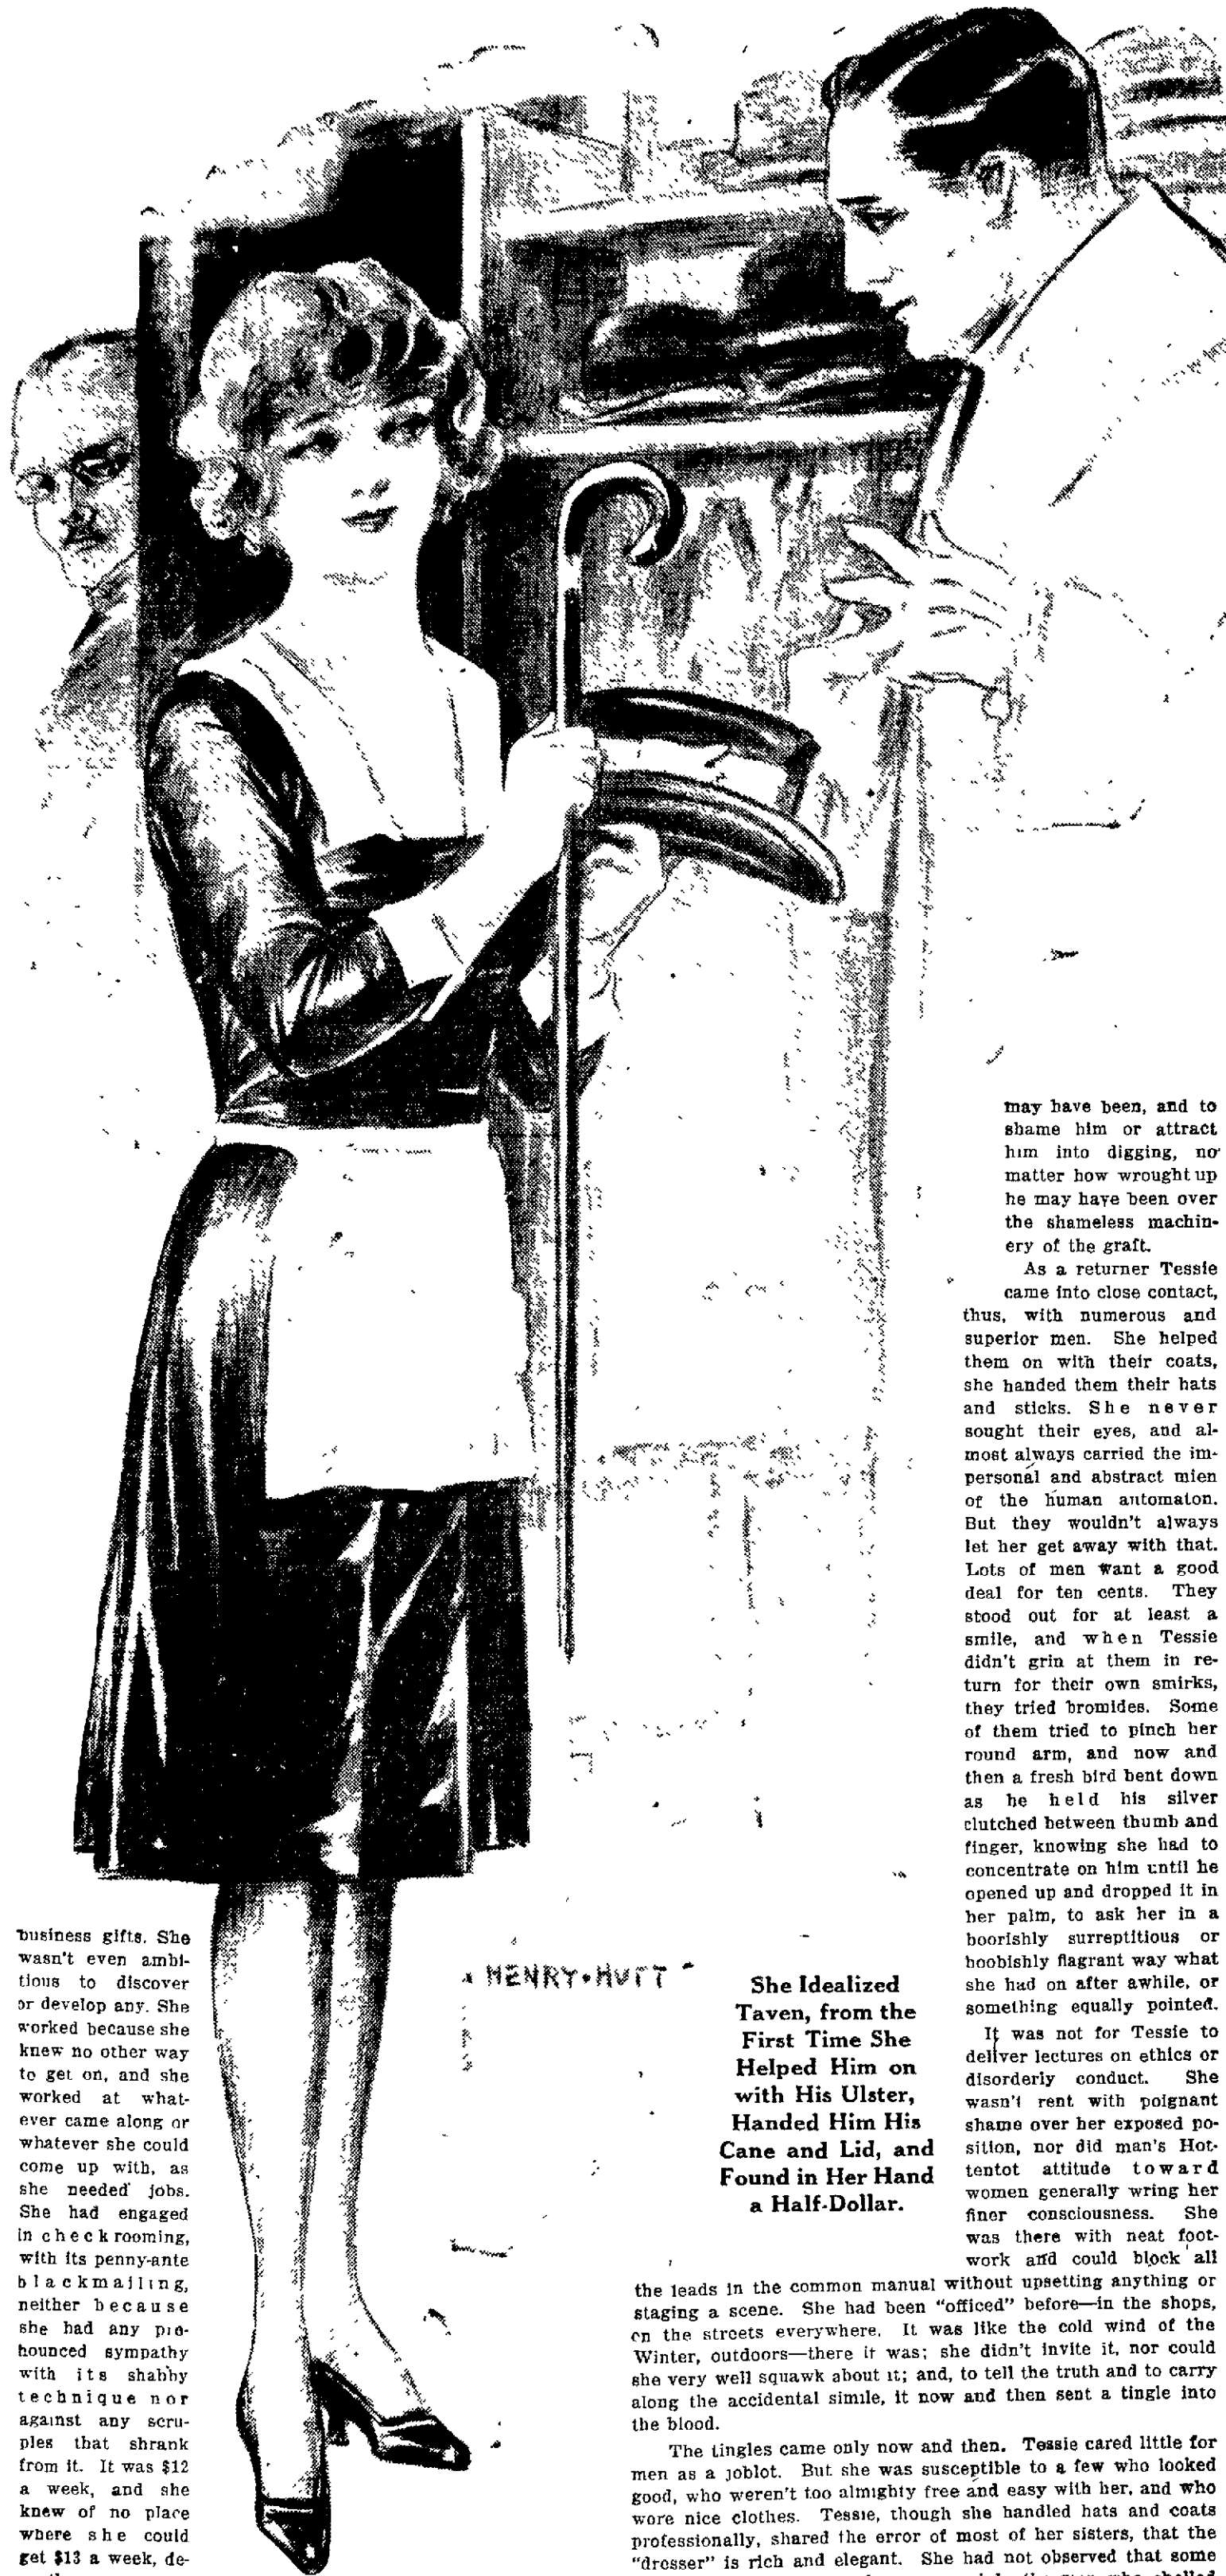 business gifts. She
wasn't even ambi-
tious to discover
or develop any. She
worked because she
knew no other way
to get on, and she
worked at what-
ever came along or
whatever she could
come up with, as
she needed jobs.
She had engaged
in checkrooming,
with its penny-ante
blackmailing,
neither because
she had any pro-
nounced sympathy
with its shabby
technique nor
against any scru-
ples that shrank
from it. It was $12
a week, and she
knew of no place
where she could
get $13 a week, de-
HENRY·HUTT
She Idealized
Taven, from the
First Time She
Helped Him on
with His Ulster,
Handed Him His
Cane and Lid, and
Found in Her Hand
a Half-Dollar.
may have been, and to
shame him or attract
him into digging, no
matter how wrought up
he may have been over
the shameless machin-
ery of the graft.
As a returner Tessie
came into close contact,
thus, with numerous and
superior men. She helped
them on with their coats,
she handed them their hats
and sticks. She never
sought their eyes, and al-
most always carried the im-
personal and abstract mien
of the human automaton.
But they wouldn't always
let her get away with that.
Lots of men want a good
deal for ten cents. They
stood out for at least a
smile, and when Tessie
didn't grin at them in re-
turn for their own smirks,
they tried bromides. Some
of them tried to pinch her
round arm, and now and
then a fresh bird bent down
as he held his silver
clutched between thumb and
finger, knowing she had to
concentrate on him until he
opened up and dropped it in
her palm, to ask her in a
boorishly surreptitious or
boobishly flagrant way what
she had on after awhile, or
something equally pointed.
It was not for Tessie to
deliver lectures on ethics or
disorderly conduct. She
wasn't rent with poignant
shame over her exposed po-
sition, nor did man's Hot-
tentot attitude toward
women generally wring her
finer consciousness. She
was there with neat foot-
work and could block all
the leads in the common manual without upsetting anything or
staging a scene. She had been "officed" before—in the shops,
on the streets everywhere. It was like the cold wind of the
Winter, outdoors—there it was; she didn't invite it, nor could
she very well squawk about it; and, to tell the truth and to carry
along the accidental simile, it now and then sent a tingle into
the blood.
The tingles came only now and then. Tessie cared little for
men as a joblot. But she was susceptible to a few who looked
good, who weren't too almighty free and easy with her, and who
wore nice clothes. Tessie, though she handled hats and coats
professionally, shared the error of most of her sisters, that the
"dresser" is rich and elegant. She had not observed that some